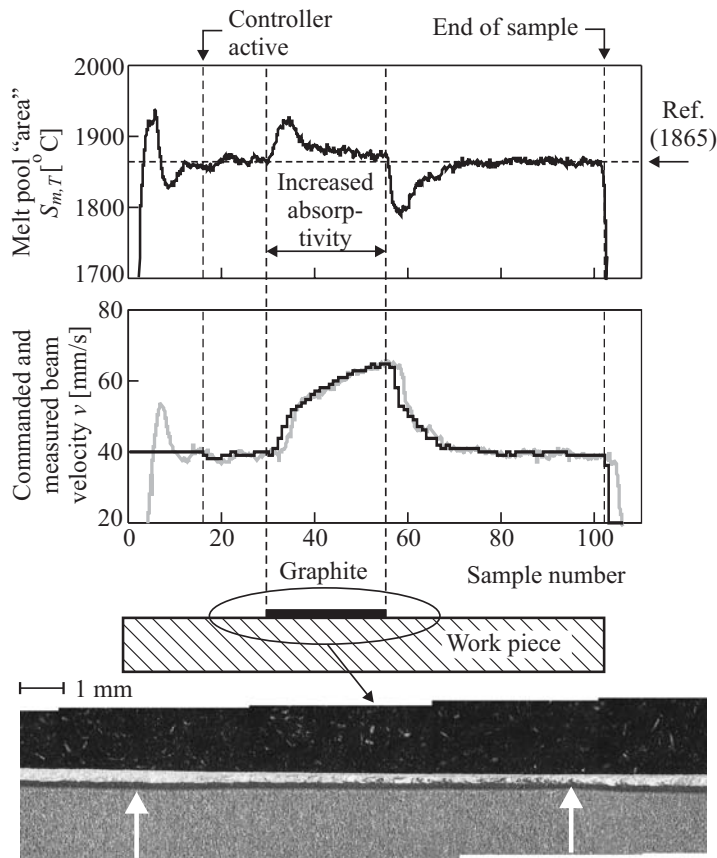 Controller
active
End of sample
2000
1900
1800
1700
Melt pool “area”
S_{m,T} [°C]
Ref.
(1865)
Increased
absorp-
tivity
80
60
40
20
Commanded and
measured beam
velocity v [mm/s]
0
20
40
60
80
100
Graphite
Sample number
Work piece
1 mm